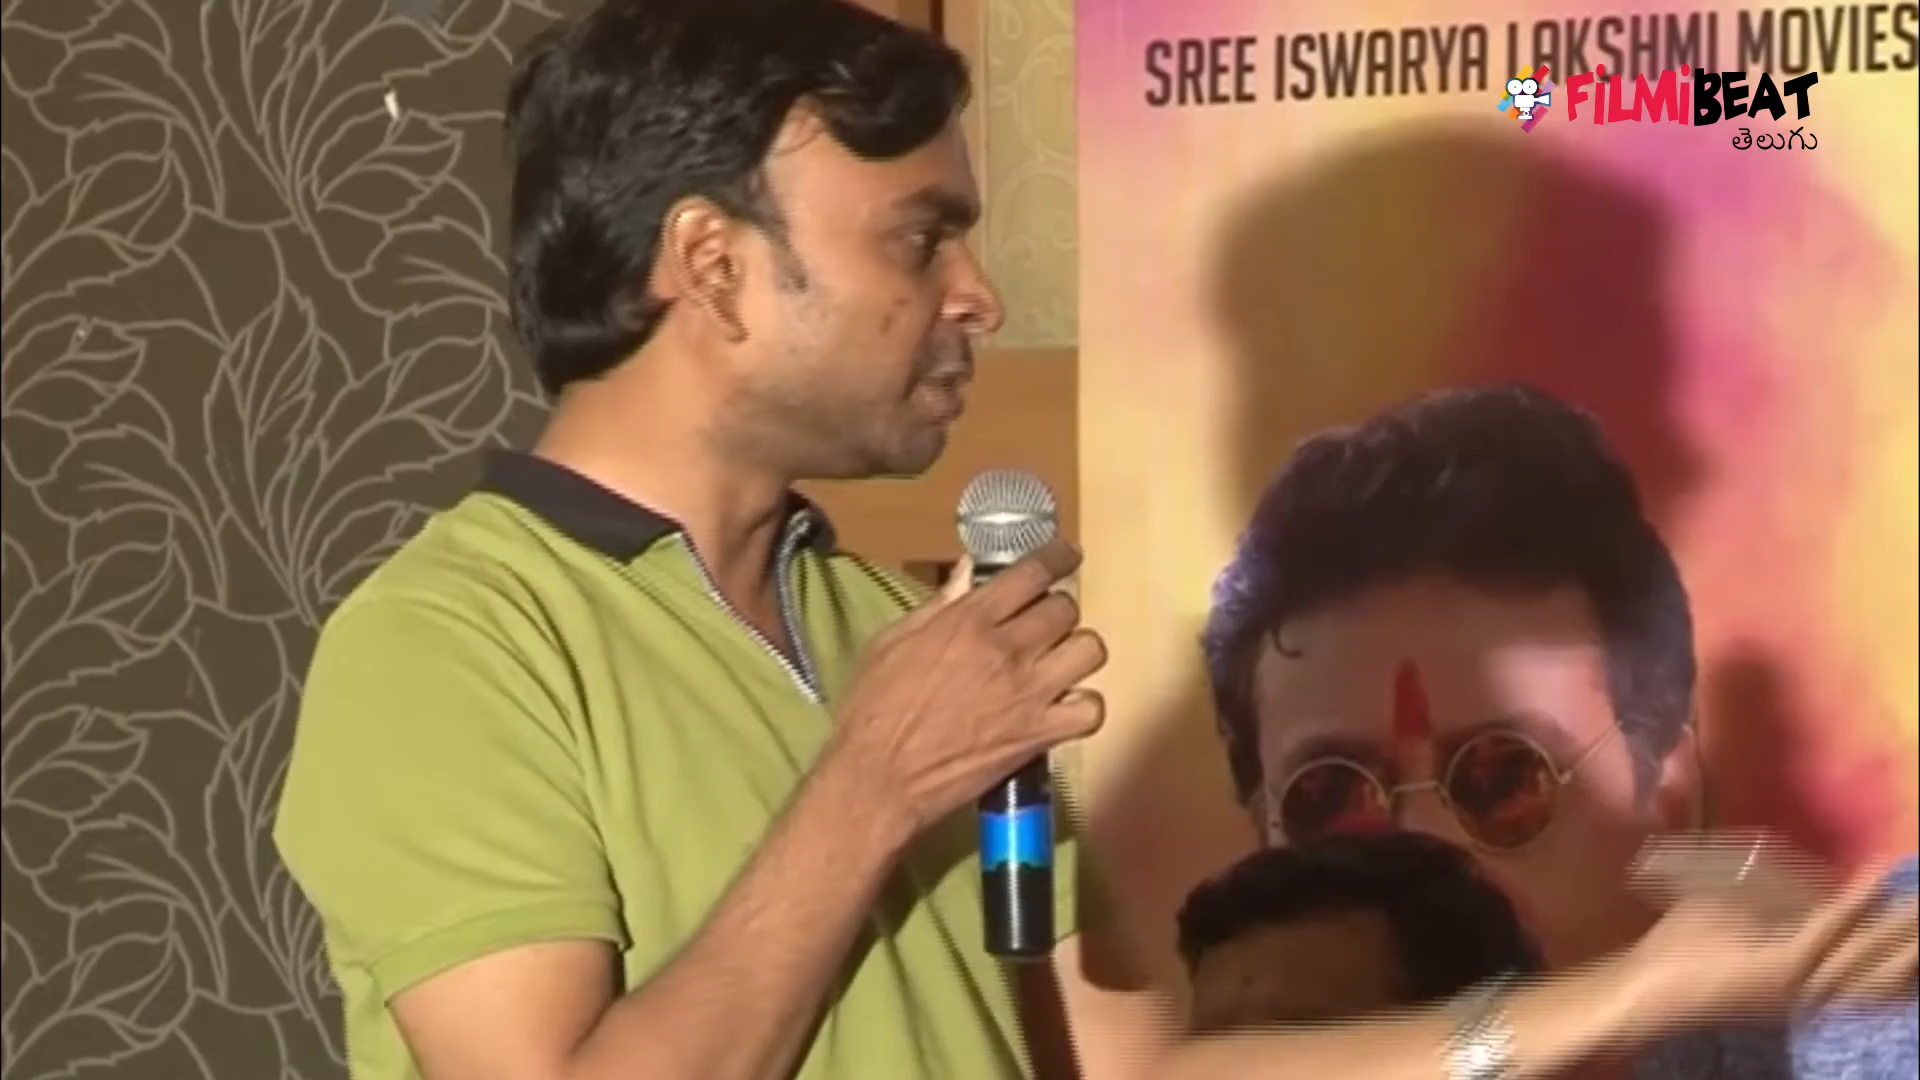 SREE ISWARYA LAKSHMI MOVIES
FiLMiBEAT
తెలుగు